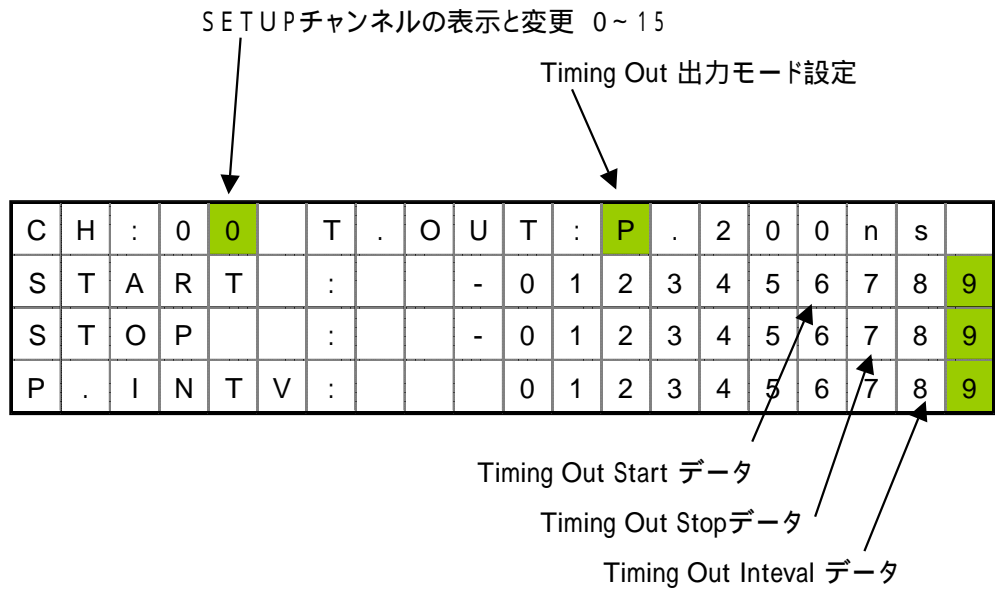 ＳＥＴＵＰチャンネルの表示と変更 0~15
Timing Out 出力モード設定
CH:00 T.OUT:P.200ns
START : -0123456789
STOP : -0123456789
P.INTV: 0123456789
Timing Out Start データ
Timing Out Stopデータ
Timing Out Inteval データ